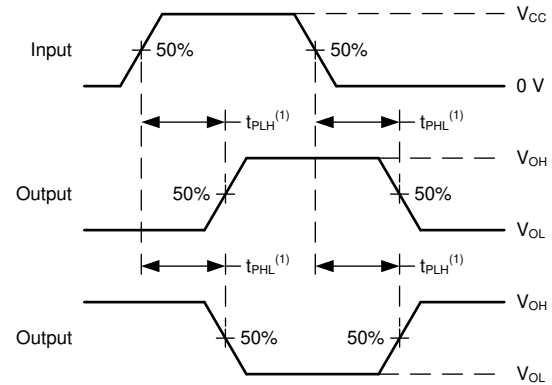 V_CC
Input 50% 50%
0 V
t_PLH^(1) t_PHL^(1)
V_OH
Output 50% 50%
V_OL
t_PHL^(1) t_PLH^(1)
V_OH
Output 50% 50%
V_OL